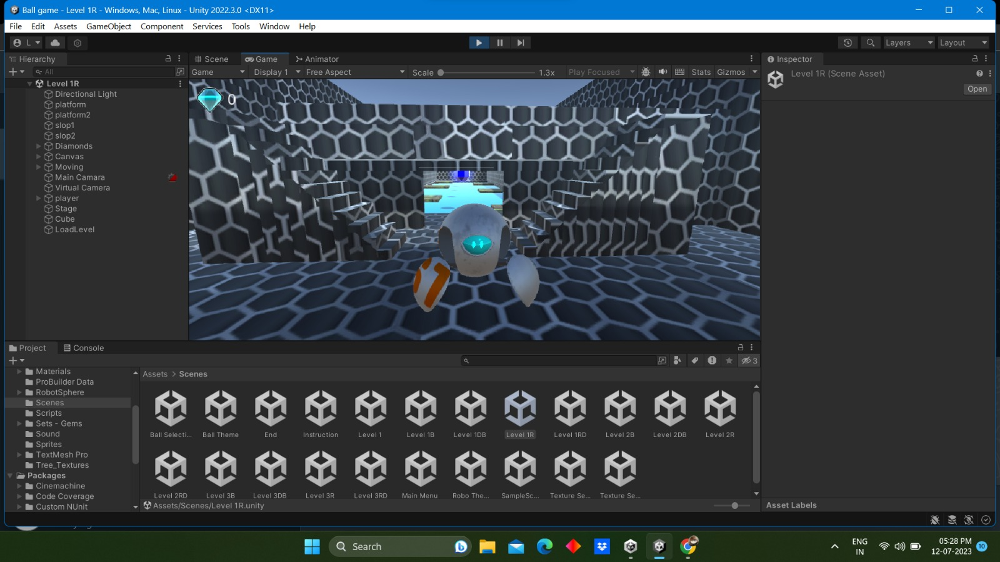 Ball game - Level 1R - Windows, Mac, Linux - Unity 2022.3.0 <DX11>
File Edit Assets GameObject Component Services Tools Window Help
L
Layers Layout
Hierarchy
All
Level 1R
Directional Light
platform
platform2
slop1
slop2
Diamonds
Canvas
Moving
Main Camara
Virtual Camera
player
Stage
Cube
LoadLevel
Scene Game Animator
Game Display 1 Free Aspect Scale 1.3x Play Focused Stats Gizmos
0
Inspector
Level 1R (Scene Asset)
Open
Project Console
3
Materials
ProBuilder Data
RobotSphere
Scenes
Scripts
Sets - Gems
Sound
Sprites
TextMesh Pro
Tree_Textures
Packages
Cinemachine
Code Coverage
Custom NUnit
Assets > Scenes
Ball Selecti... Ball Theme End Instruction Level 1 Level 1B Level 1DB Level 1R Level 1RD Level 2B Level 2DB Level 2R
Level 2RD Level 3B Level 3DB Level 3R Level 3RD Main Menu Robo The... SampleSc... Texture Se... Texture Se...
Assets/Scenes/Level 1R.unity
Asset Labels
Search
ENG
IN
05:28 PM
12-07-2023
10